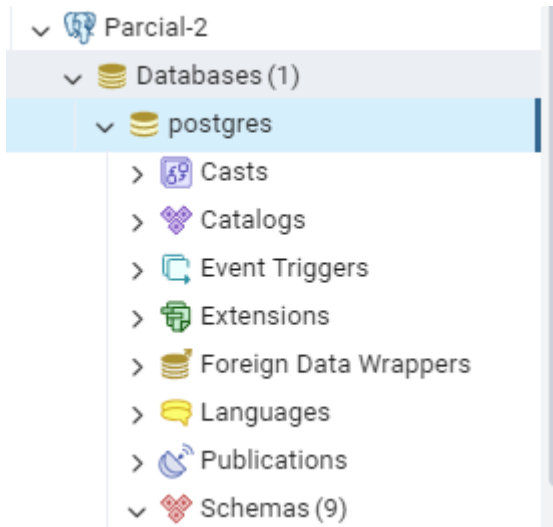 Parcial-2
Databases (1)
postgres
Casts
Catalogs
Event Triggers
Extensions
Foreign Data Wrappers
Languages
Publications
Schemas (9)